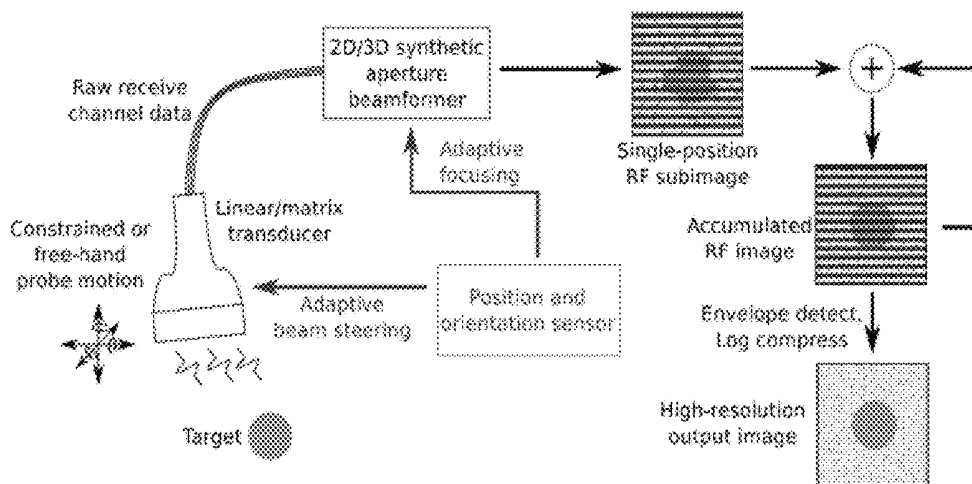 2D/3D synthetic
aperture
beamformer
Raw receive
channel data
+
Single-position
RF subimage
Adaptive
focusing
Linear/matrix
transducer
Constrained or
free-hand
probe motion
Accumulated
RF image
Adaptive
beam steering
Position and
orientation sensor
Envelope detect,
Log compress
High-resolution
output image
Target